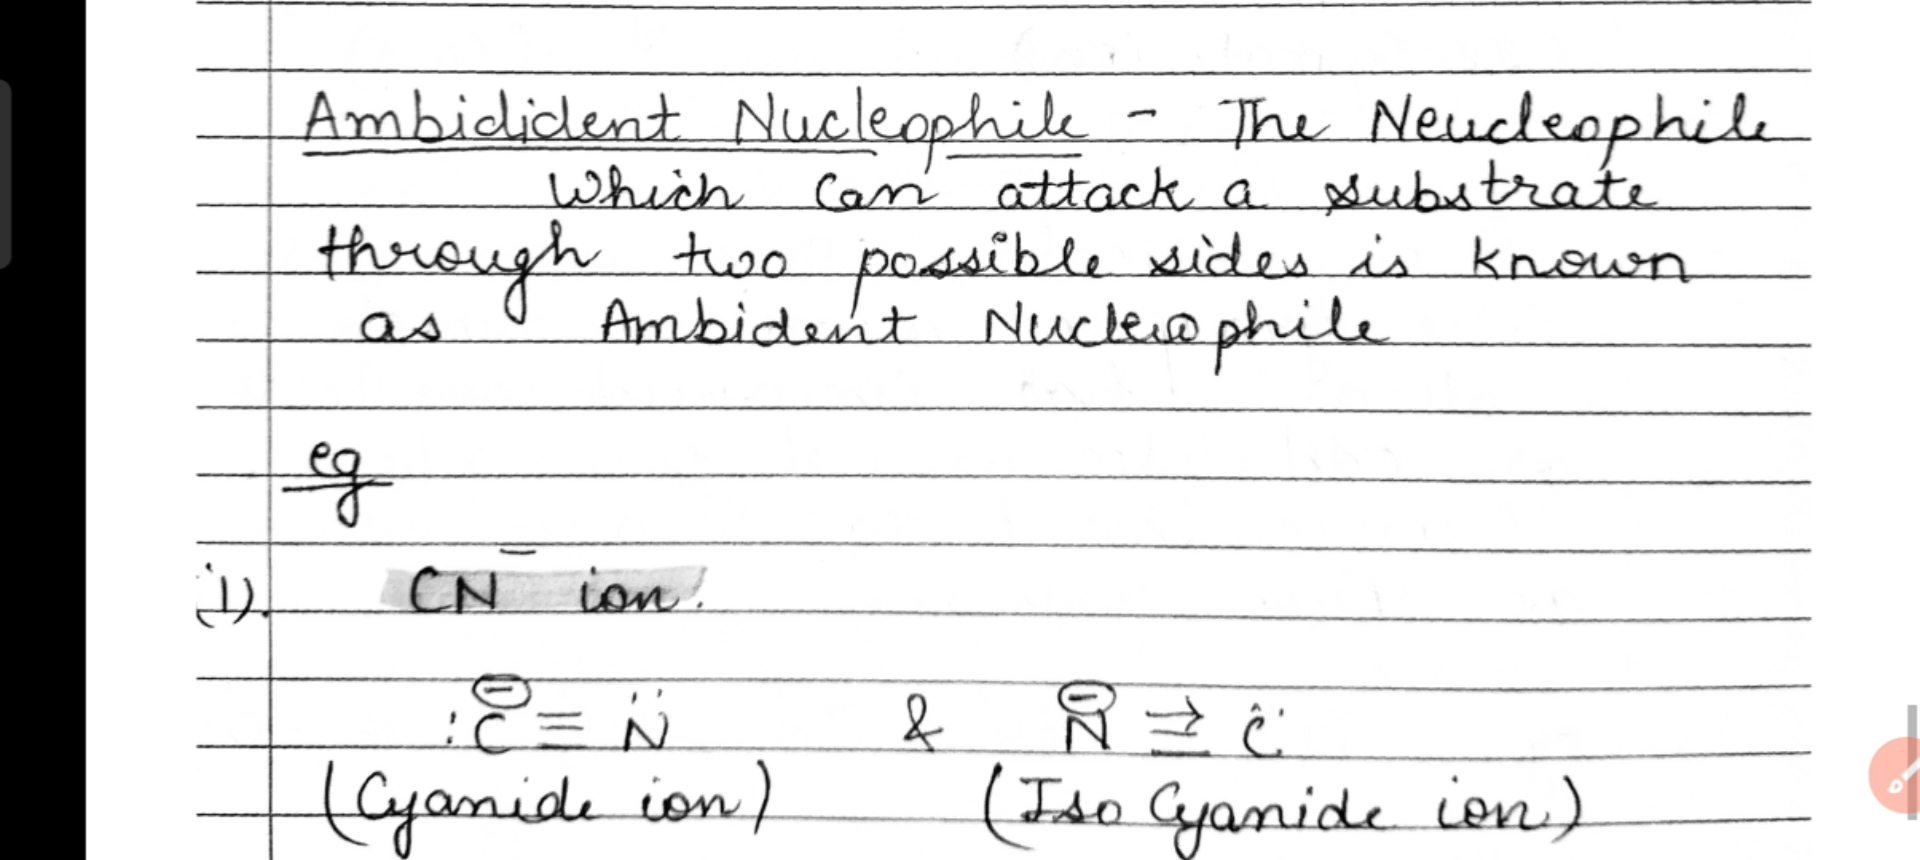 Ambidident Nucleophile - The Neucleophile
which can attack a substrate
through two possible sides is known
as Ambident Nucleophile
eg
1). CN⁻ ion.
:C̈⊖ ≡ N̈ & N⊖ ⇉ C̈
(Cyanide ion) (Iso Cyanide ion)